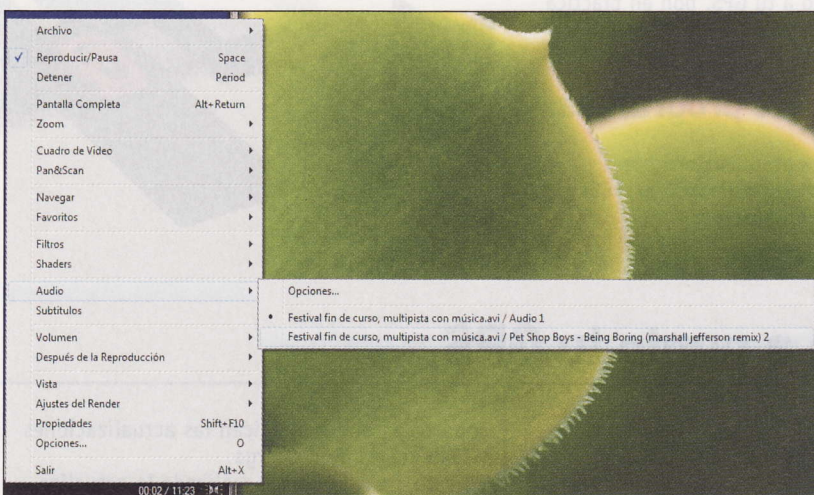 Archivo
Reproducir/Pausa Space
Detener Period
Pantalla Completa Alt+Return
Zoom
Cuadro de Video
Pan&Scan
Navegar
Favoritos
Filtros
Shaders
Audio
Subtítulos
Volumen
Después de la Reproducción
Vista
Ajustes del Render
Propiedades Shift+F10
Opciones... O
Salir Alt+X
Opciones...
Festival fin de curso, multipista con música.avi / Audio 1
Festival fin de curso, multipista con música.avi / Pet Shop Boys - Being Boring (marshall jefferson remix) 2
00:02 / 11:23